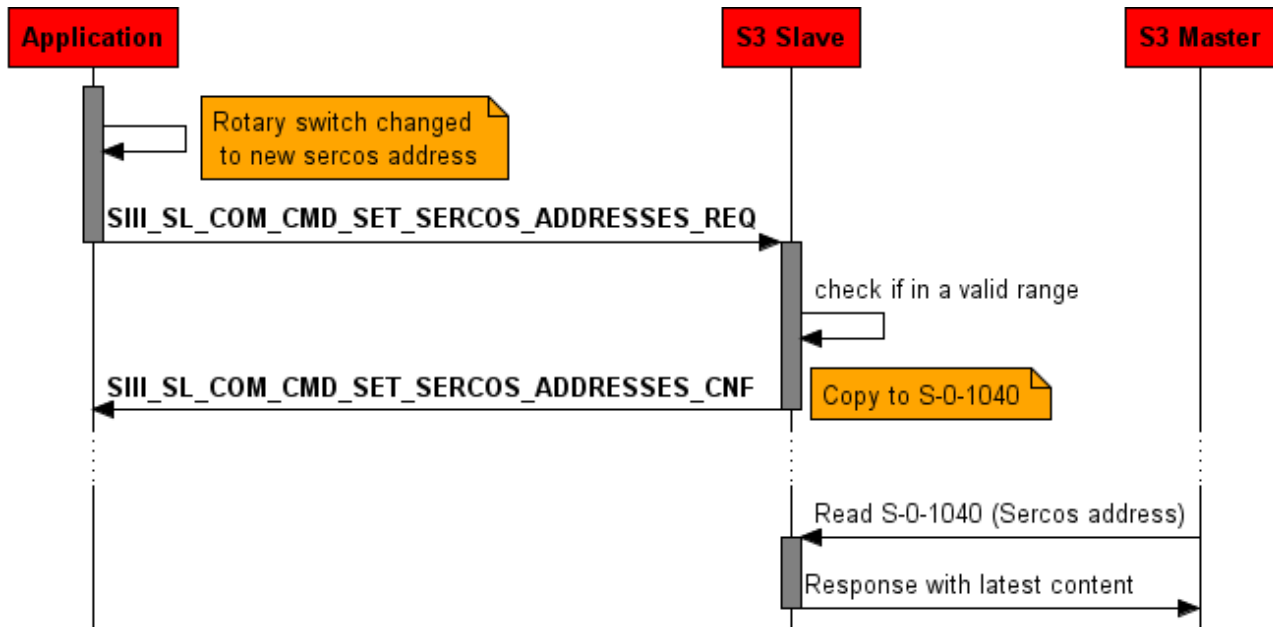 Application
S3 Slave
S3 Master
Rotary switch changed
to new sercos address
SIII_SL_COM_CMD_SET_SERCOS_ADDRESSES_REQ
check if in a valid range
SIII_SL_COM_CMD_SET_SERCOS_ADDRESSES_CNF
Copy to S-0-1040
Read S-0-1040 (Sercos address)
Response with latest content